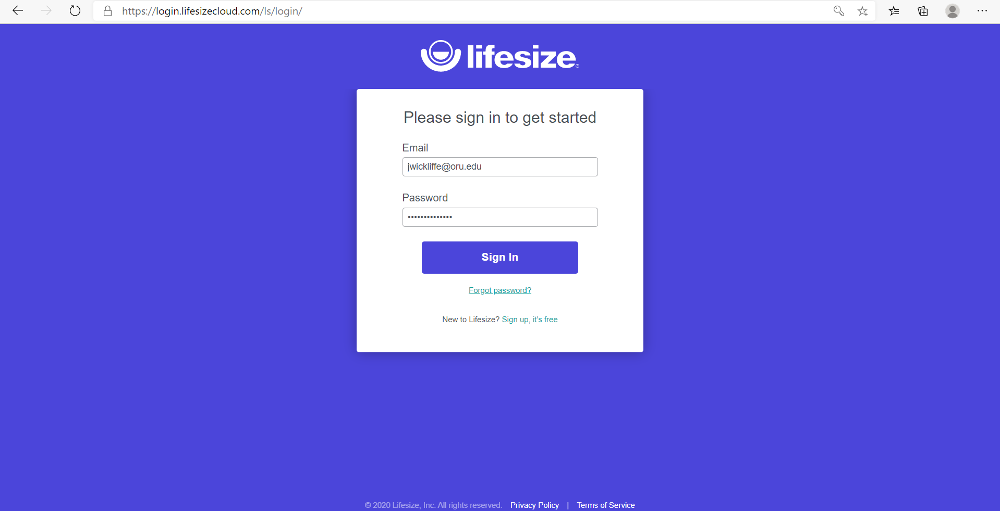 https://login.lifesizecloud.com/ls/login/
lifesize®
Please sign in to get started
Email
jwickliffe@oru.edu
Password
••••••••••••••
Sign In
Forgot password?
New to Lifesize? Sign up, it's free
© 2020 Lifesize, Inc. All rights reserved. Privacy Policy | Terms of Service